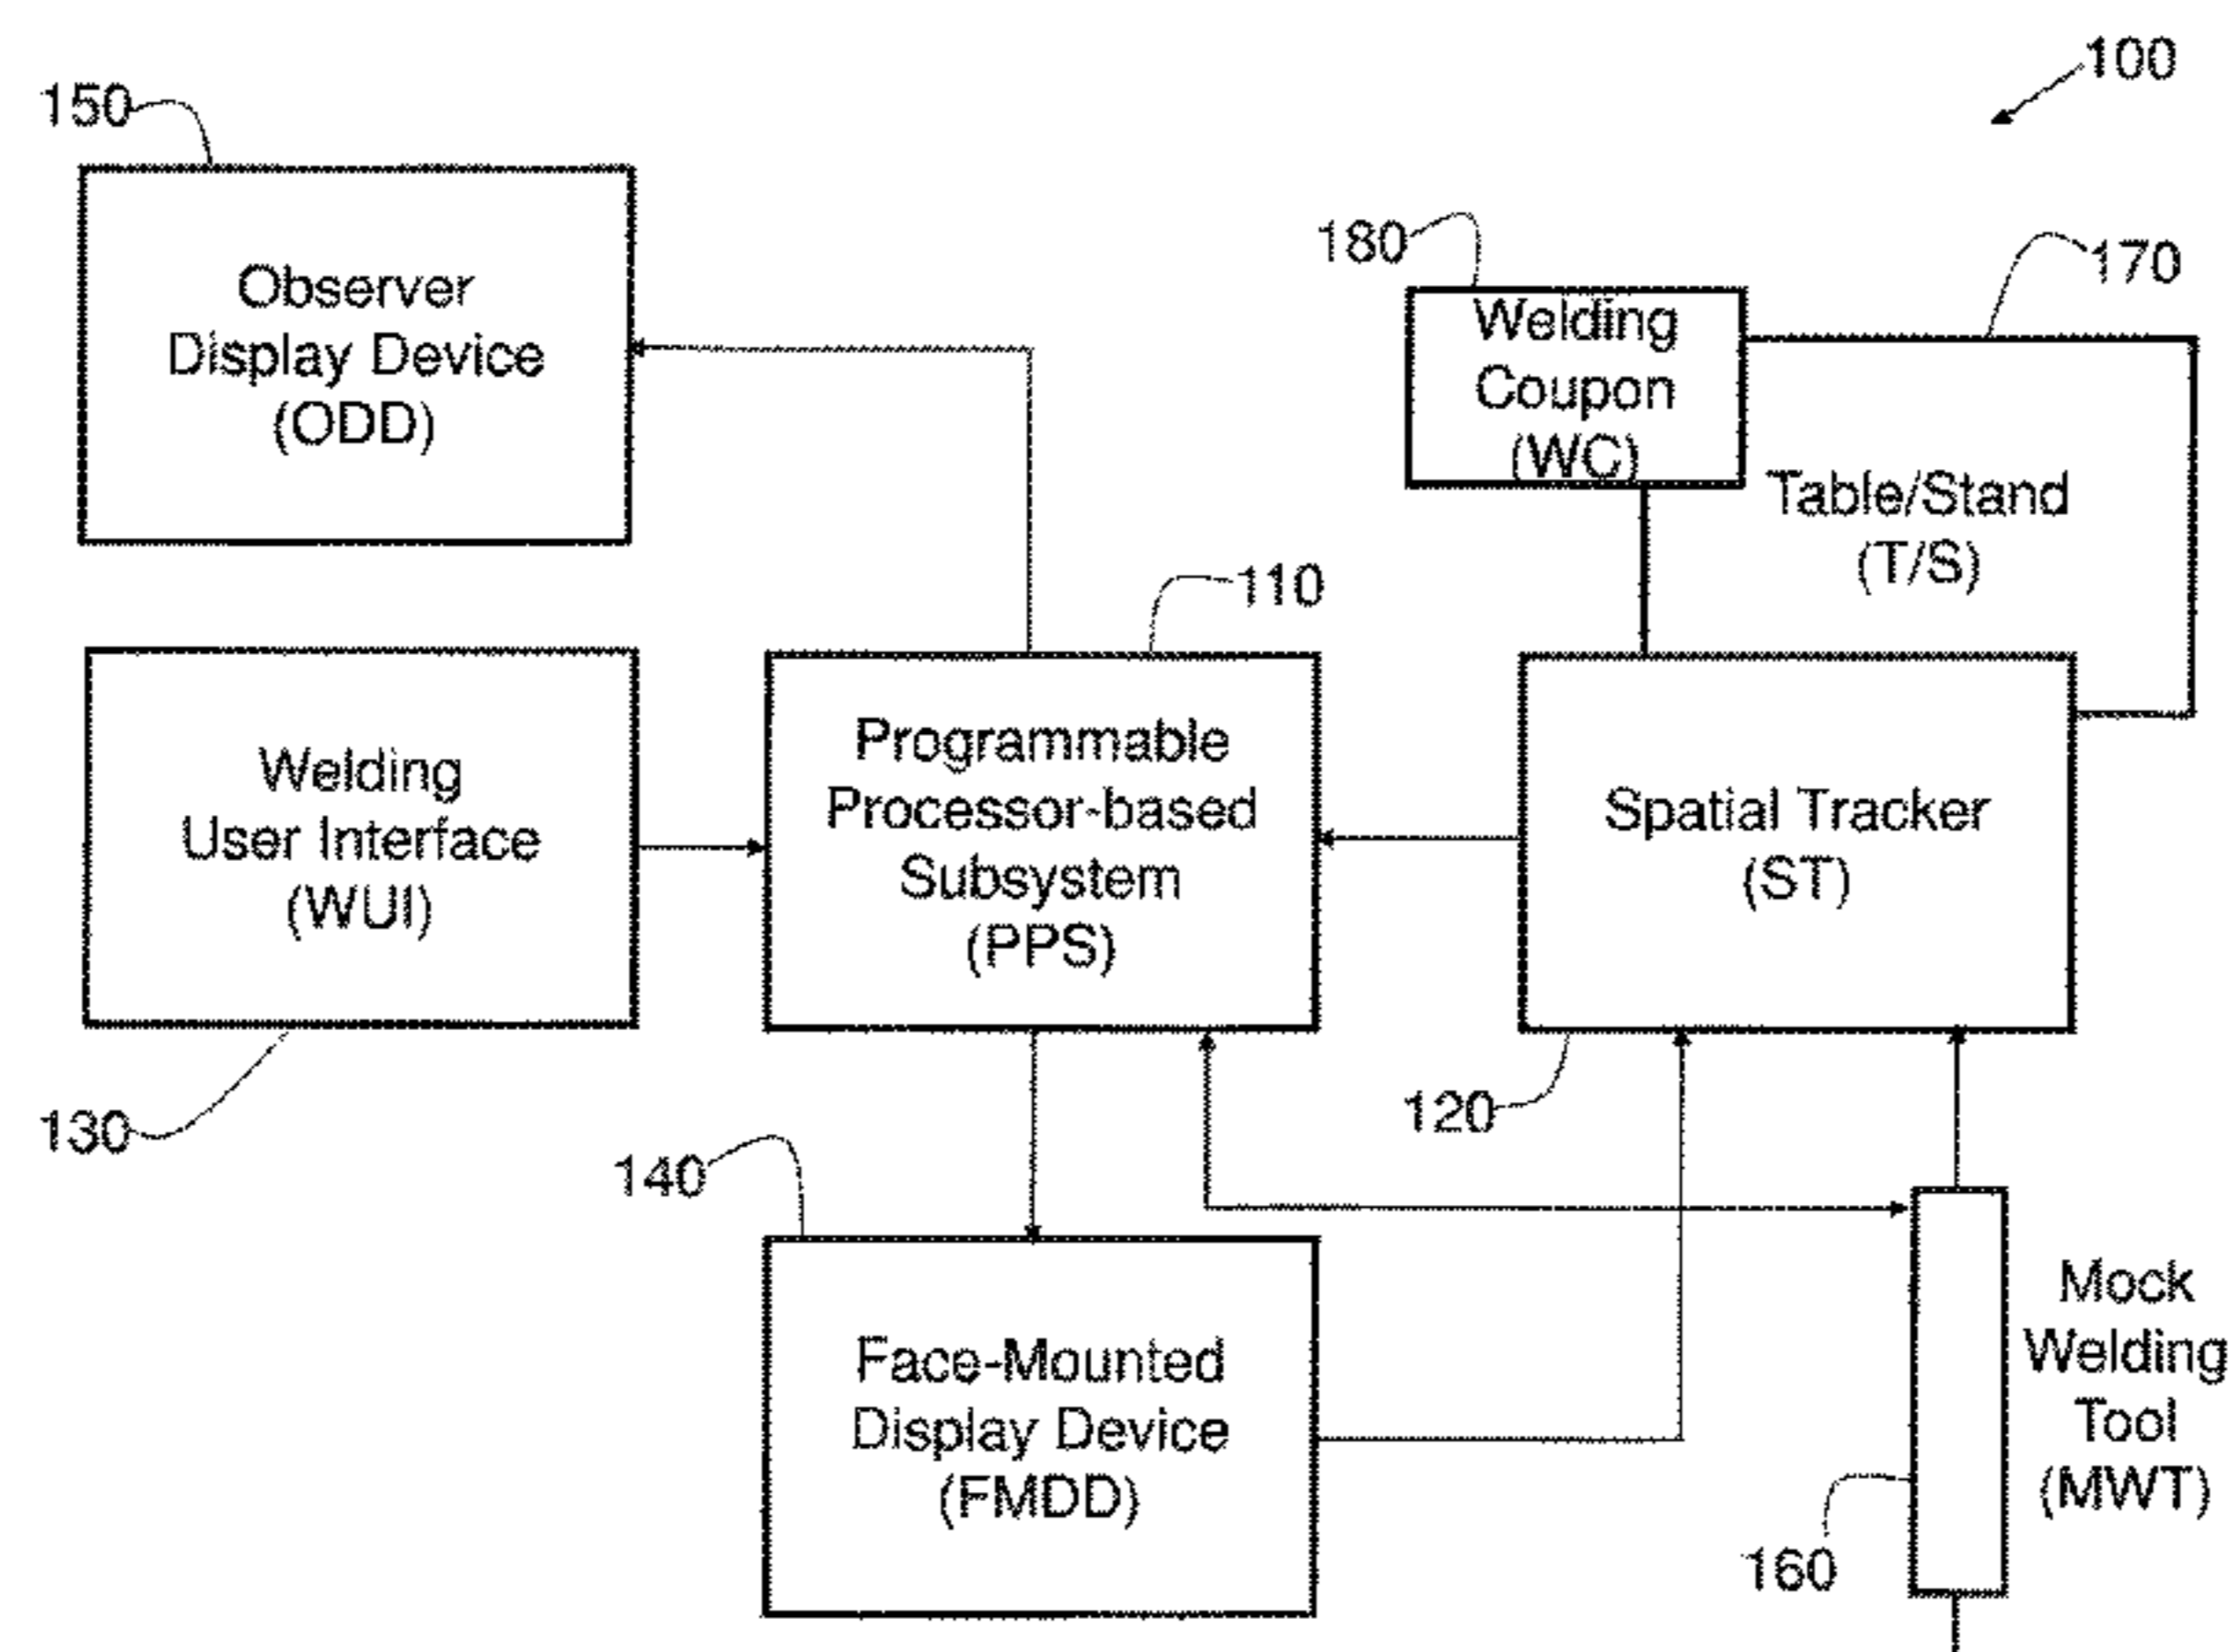 100
150
Observer
Display Device
(ODD)
180
Welding
Coupon
(WC)
170
Table/Stand
(T/S)
110
Welding
User Interface
(WUI)
130
Programmable
Processor-based
Subsystem
(PPS)
Spatial Tracker
(ST)
120
140
Face-Mounted
Display Device
(FMDD)
Mock
Welding
Tool
(MWT)
160